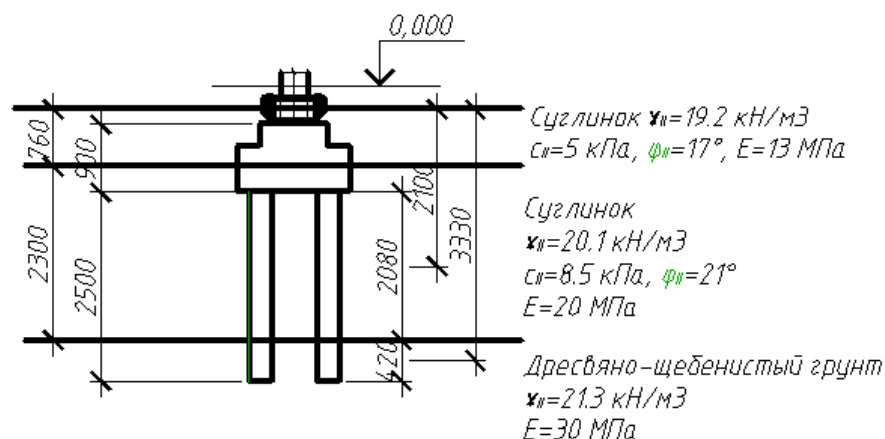 0,000
Суглинок γII=19.2 кН/м3
cII=5 кПа, φII=17°, E=13 МПа
760
900
2100
3330
Суглинок
γII=20.1 кН/м3
cII=8.5 кПа, φII=21°
E=20 МПа
2300
2500
2080
420
Дресвяно-щебенистый грунт
γII=21.3 кН/м3
E=30 МПа